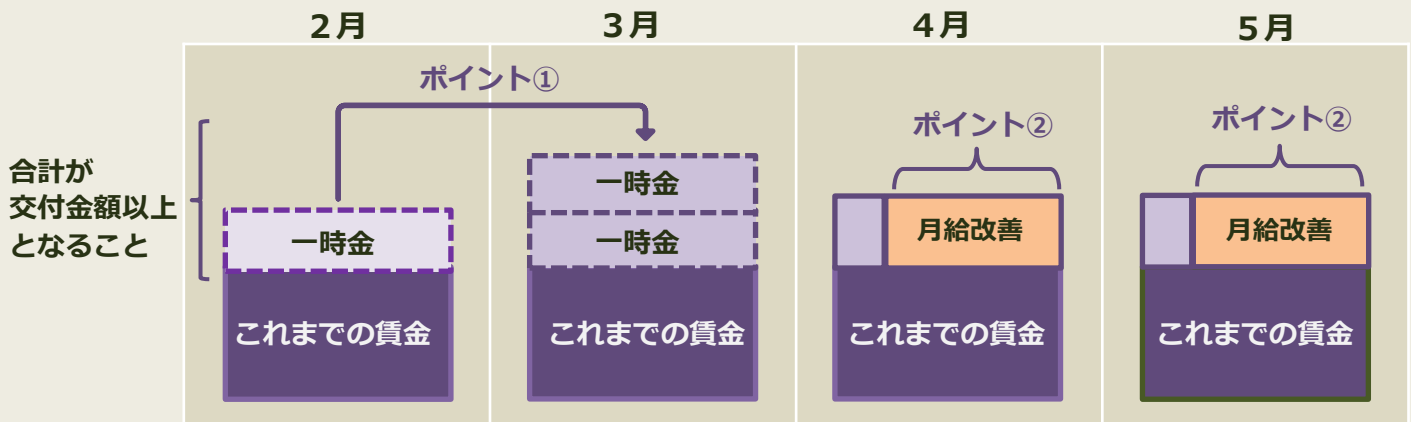 ２月
３月
４月
５月
ポイント①
ポイント②
ポイント②
合計が
交付金額以上
となること
一時金
一時金
一時金
月給改善
月給改善
これまでの賃金
これまでの賃金
これまでの賃金
これまでの賃金